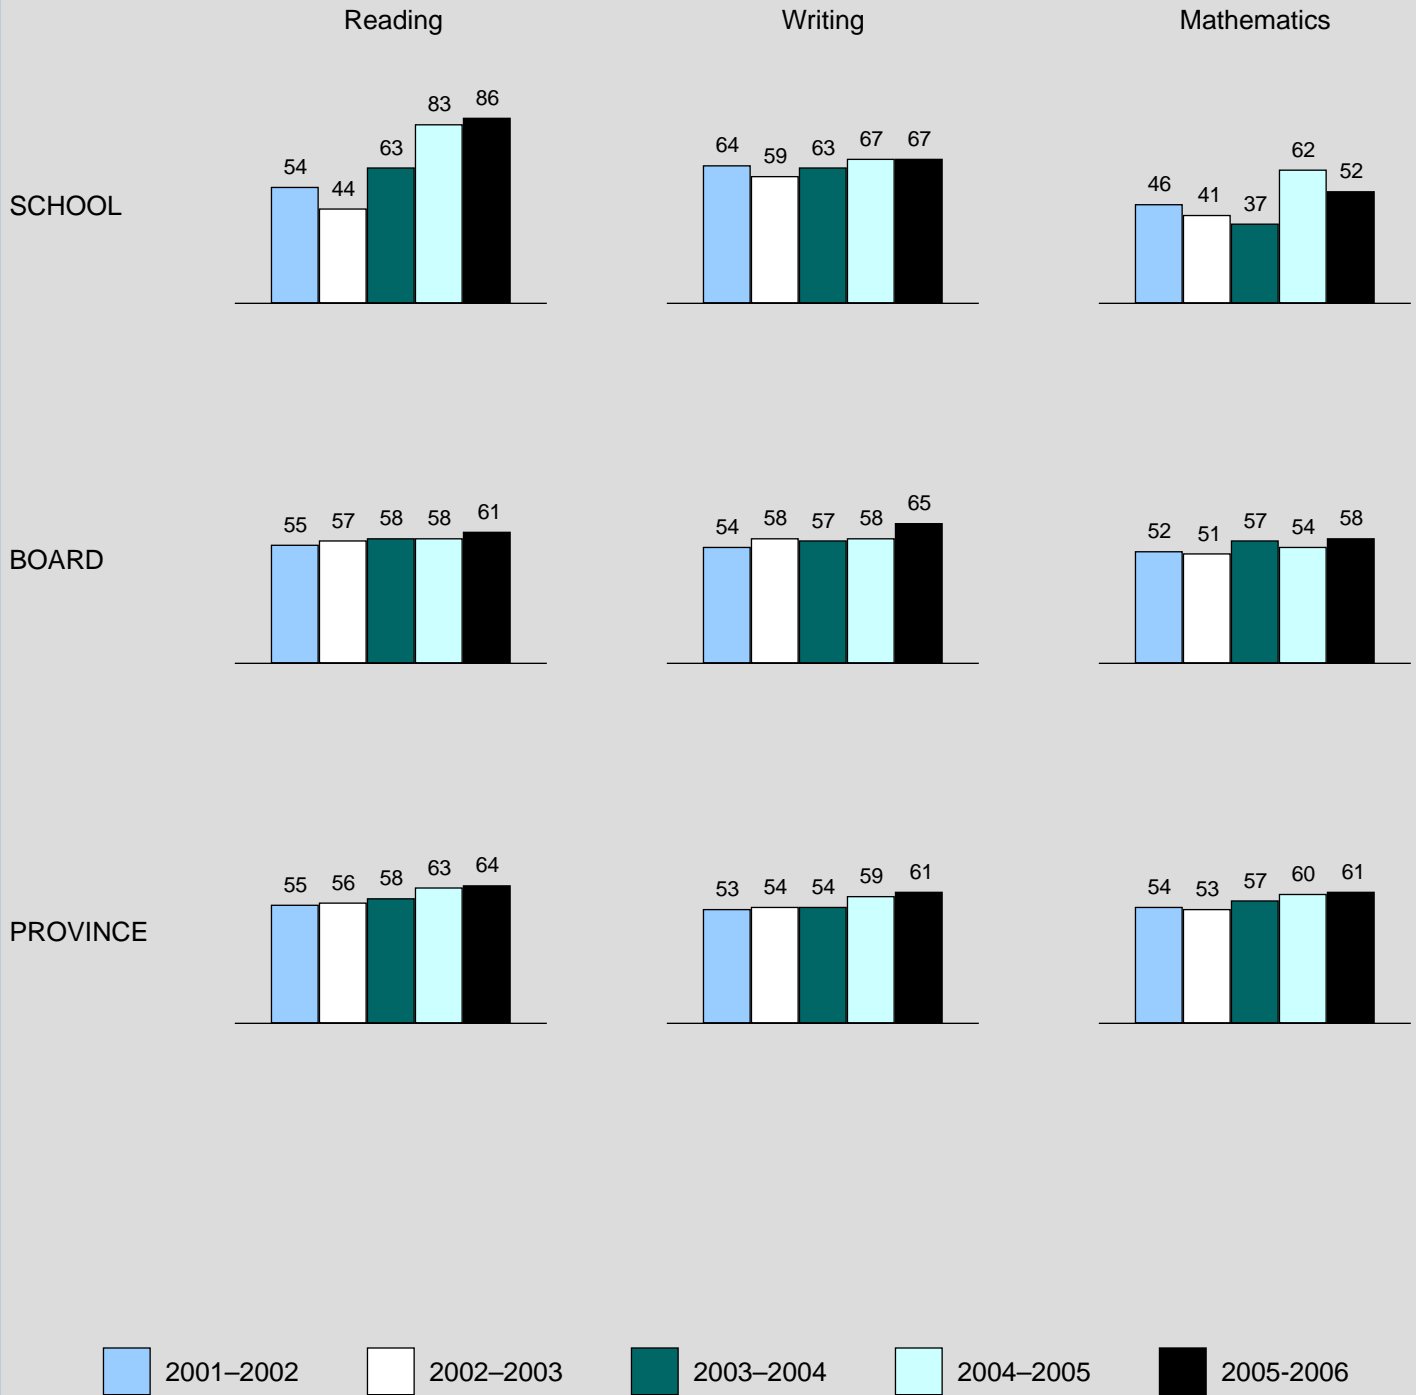 Reading Writing Mathematics
SCHOOL
54 44 63 83 86
64 59 63 67 67
46 41 37 62 52
BOARD
55 57 58 58 61
54 58 57 58 65
52 51 57 54 58
PROVINCE
55 56 58 63 64
53 54 54 59 61
54 53 57 60 61
2001–2002 2002–2003 2003–2004 2004–2005 2005-2006